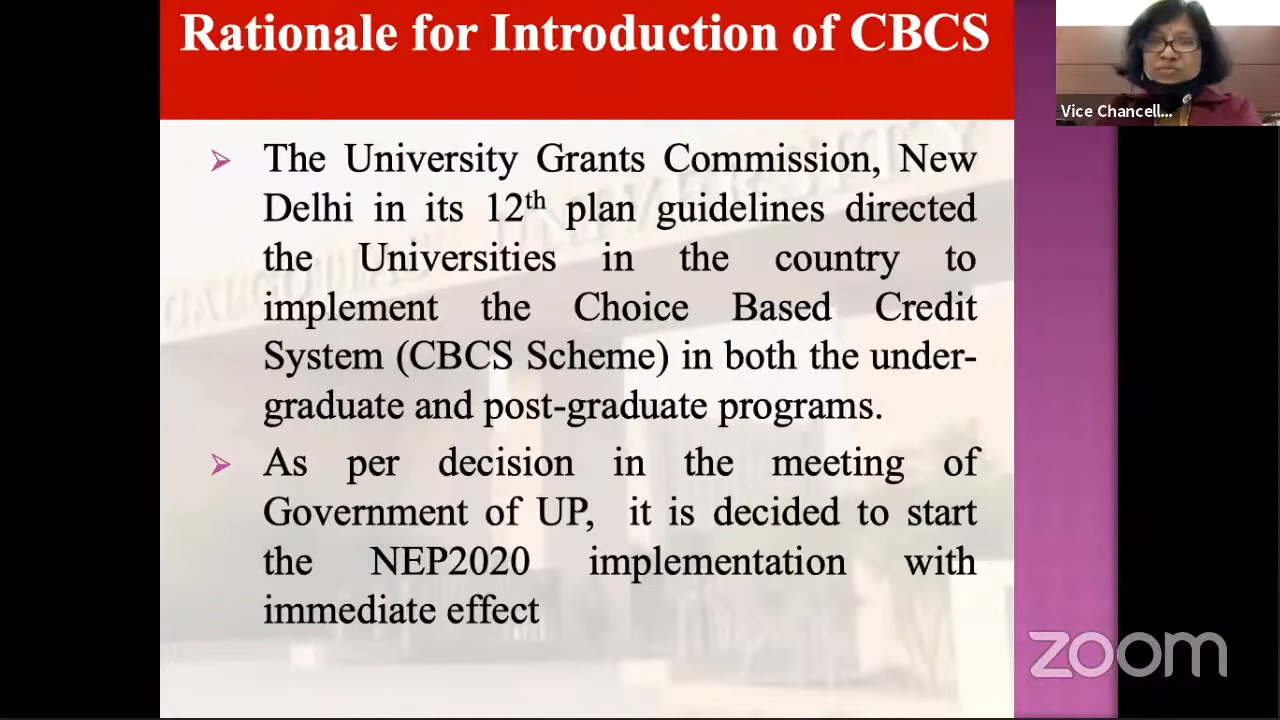 Rationale for Introduction of CBCS
Vice Chancell...
➢ The University Grants Commission, New
Delhi in its 12th plan guidelines directed
the Universities in the country to
implement the Choice Based Credit
System (CBCS Scheme) in both the under-
graduate and post-graduate programs.
➢ As per decision in the meeting of
Government of UP, it is decided to start
the NEP2020 implementation with
immediate effect
zoom